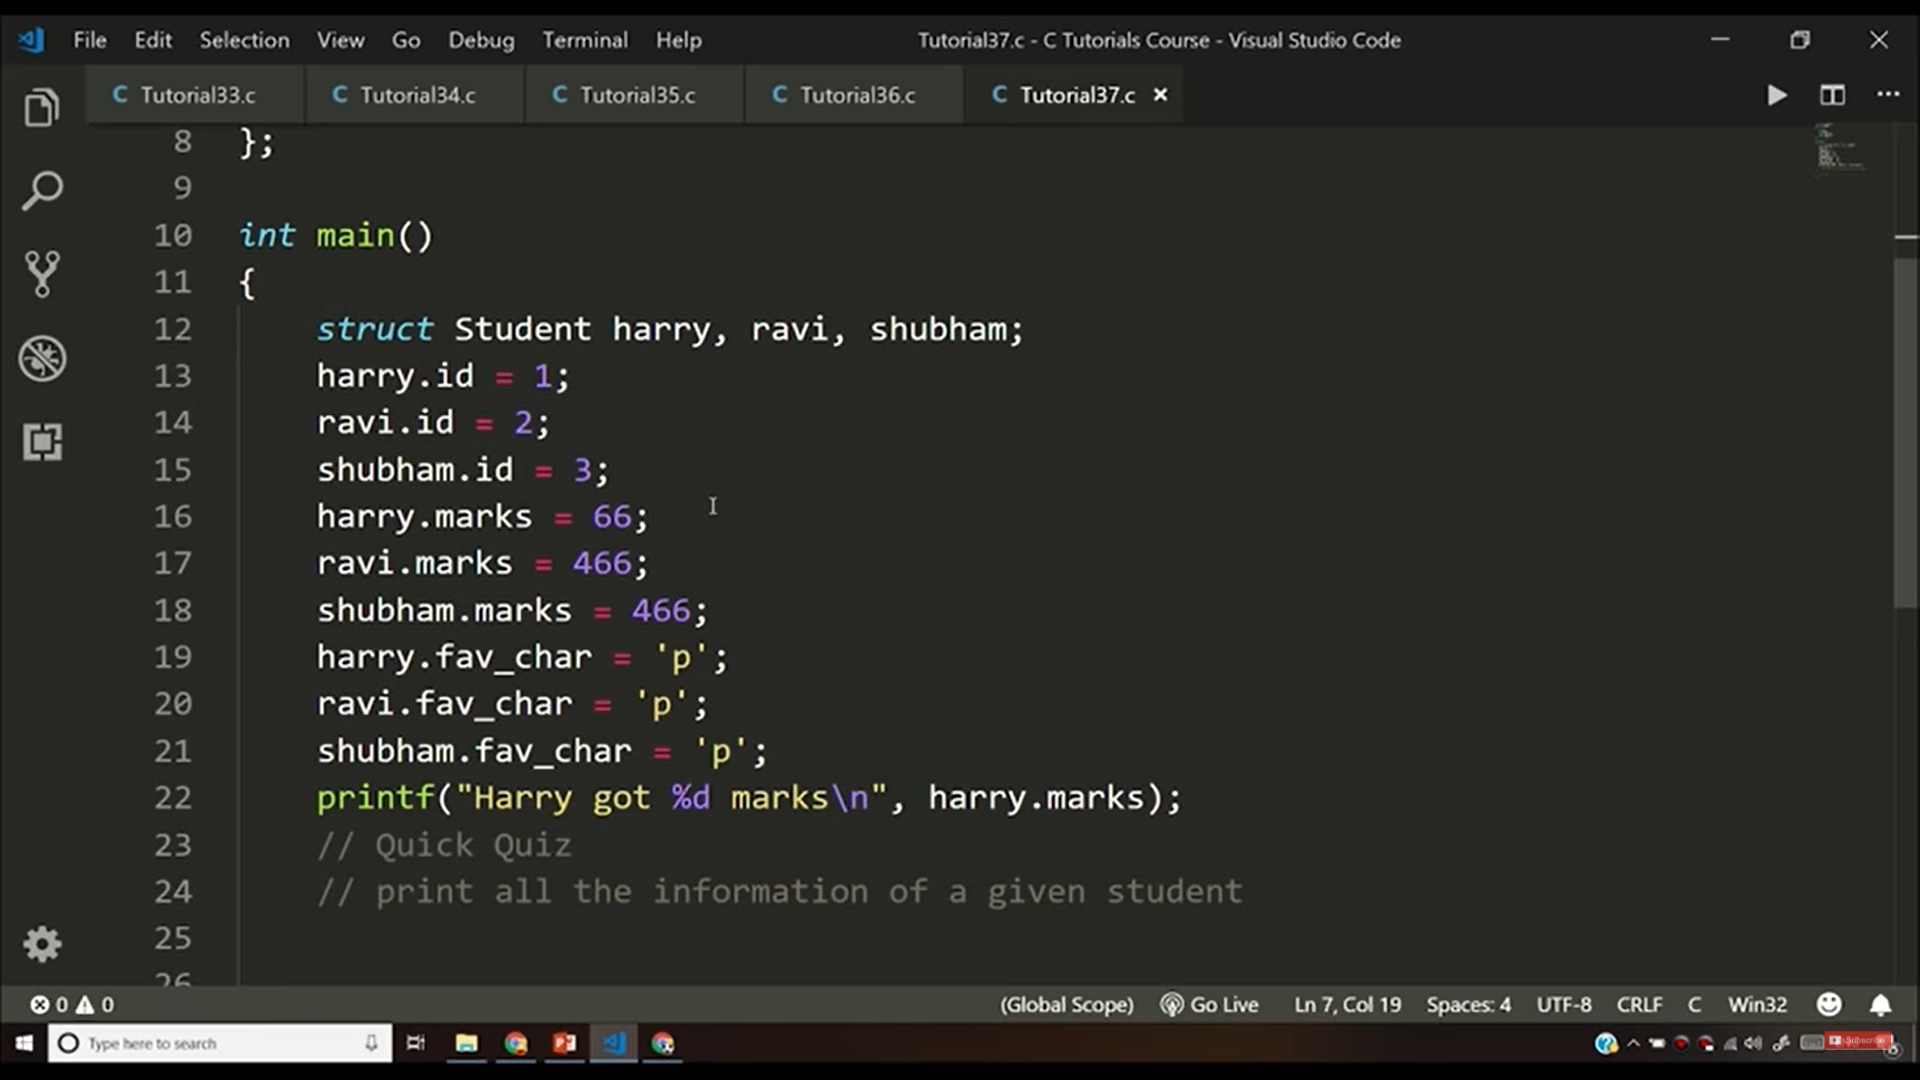 File Edit Selection View Go Debug Terminal Help Tutorial37.c - C Tutorials Course - Visual Studio Code
C Tutorial33.c C Tutorial34.c C Tutorial35.c C Tutorial36.c C Tutorial37.c
8 };
9
10 int main()
11 {
12 struct Student harry, ravi, shubham;
13 harry.id = 1;
14 ravi.id = 2;
15 shubham.id = 3;
16 harry.marks = 66;
17 ravi.marks = 466;
18 shubham.marks = 466;
19 harry.fav_char = 'p';
20 ravi.fav_char = 'p';
21 shubham.fav_char = 'p';
22 printf("Harry got %d marks\n", harry.marks);
23 // Quick Quiz
24 // print all the information of a given student
25
26
0 0 (Global Scope) Go Live Ln 7, Col 19 Spaces: 4 UTF-8 CRLF C Win32
Type here to search
Subscribe